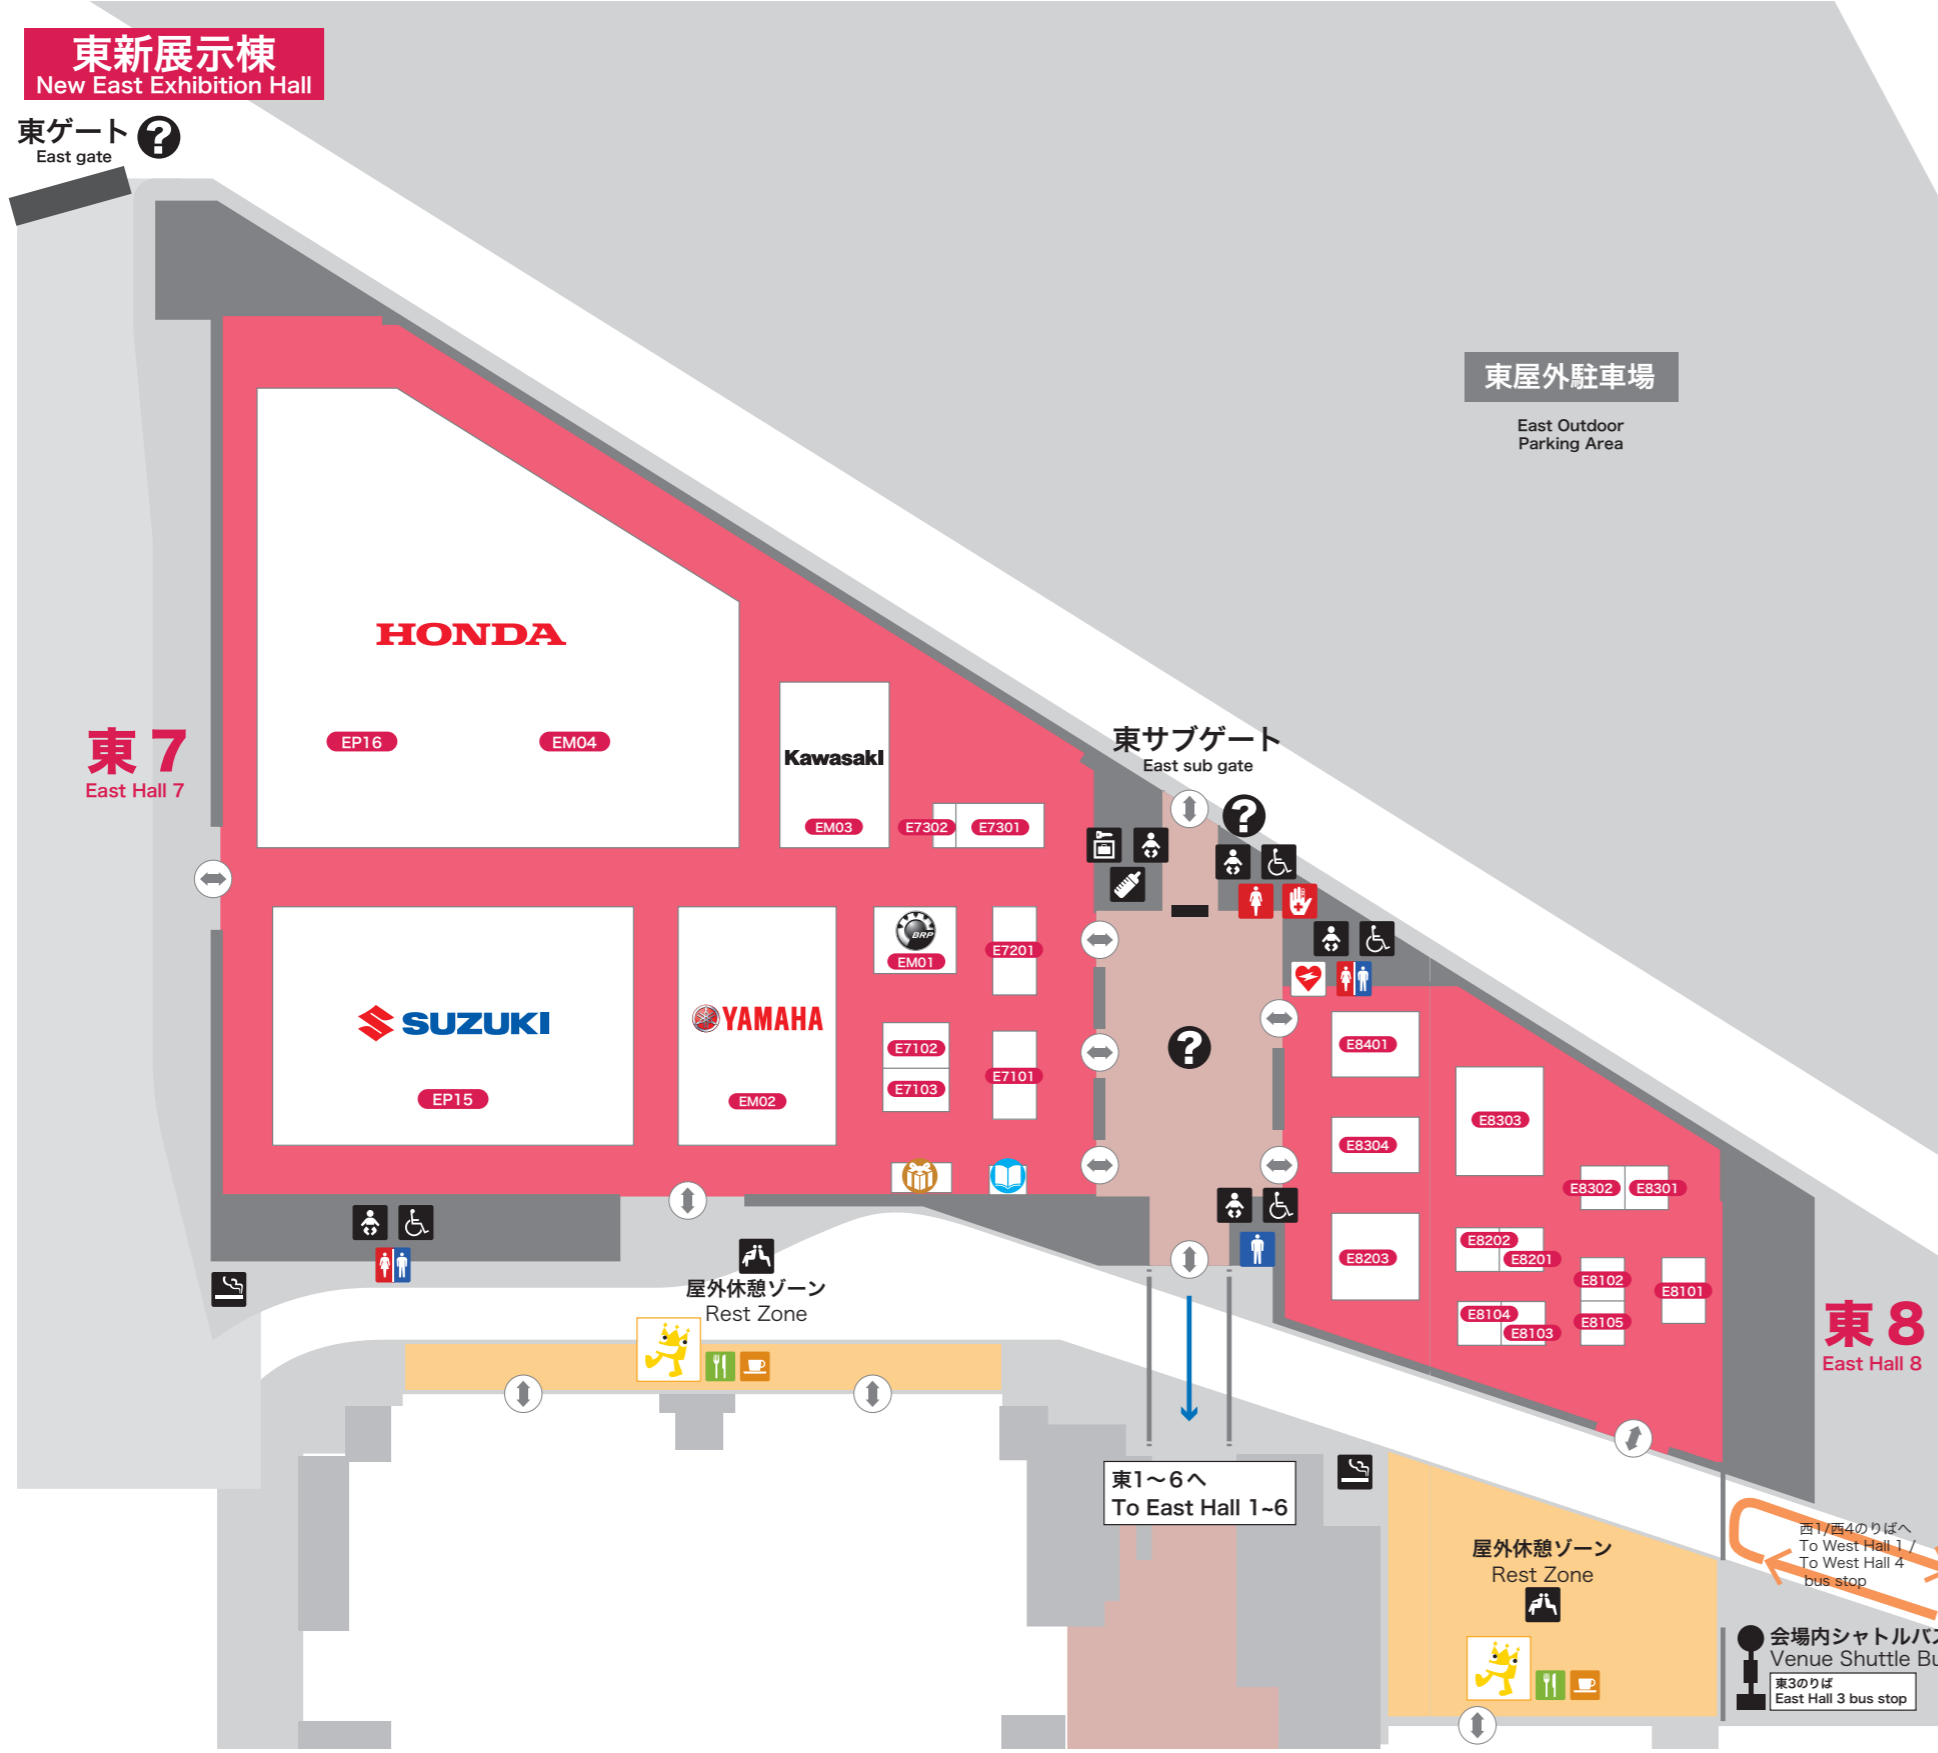 東新展示棟
New East Exhibition Hall
東ゲート
East gate
東屋外駐車場
East Outdoor
Parking Area
HONDA
EP16
EM04
東7
East Hall 7
Kawasaki
EM03
E7302
E7301
東サブゲート
East sub gate
BRP
EM01
E7201
SUZUKI
EP15
YAMAHA
EM02
E7102
E7103
E7101
E8401
E8303
E8304
E8302
E8301
E8203
E8202
E8201
E8102
E8101
E8104
E8103
E8105
東8
East Hall 8
屋外休憩ゾーン
Rest Zone
東1〜6へ
To East Hall 1~6
屋外休憩ゾーン
Rest Zone
西1/西4のりばへ
To West Hall 1 /
To West Hall 4
bus stop
会場内シャトルバス
Venue Shuttle Bu
東3のりば
East Hall 3 bus stop